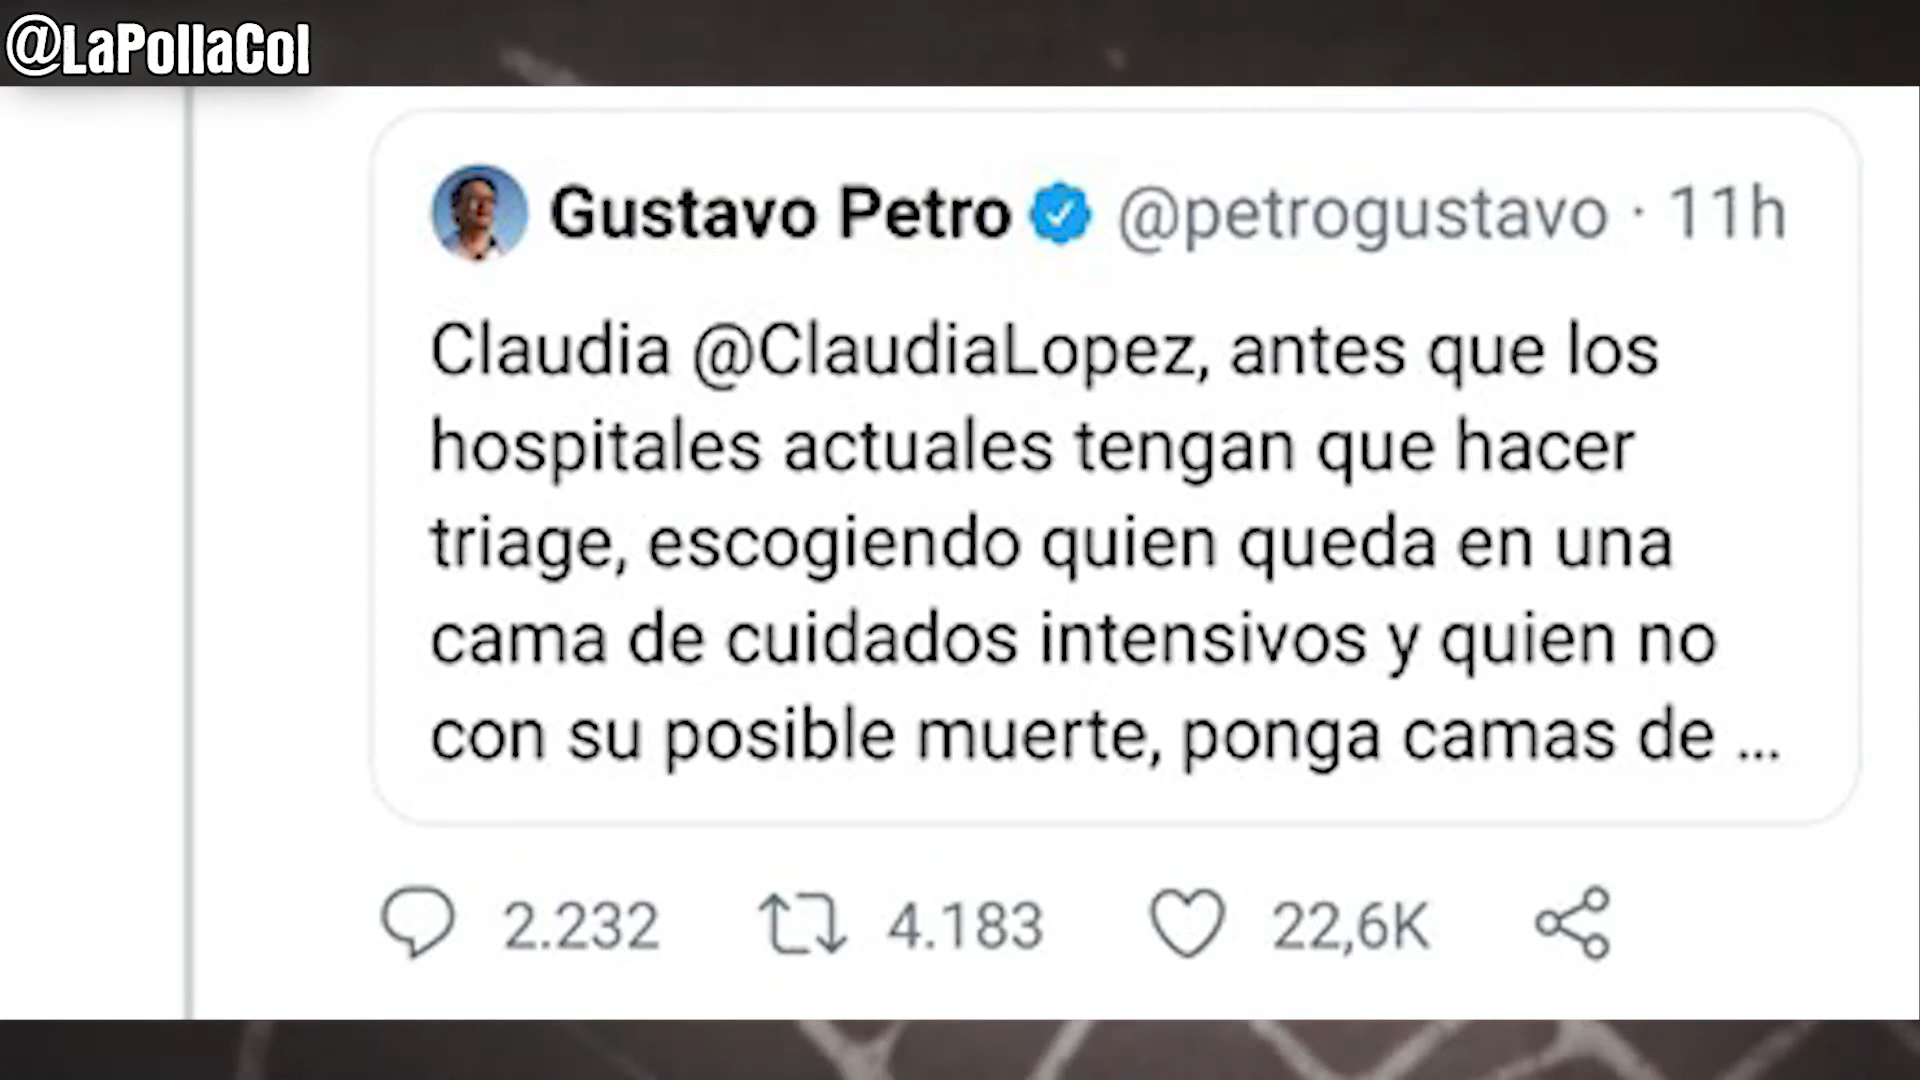 @LaPollaCol
Gustavo Petro @petrogustavo · 11h
Claudia @ClaudiaLopez, antes que los
hospitales actuales tengan que hacer
triage, escogiendo quien queda en una
cama de cuidados intensivos y quien no
con su posible muerte, ponga camas de ...
2.232 4.183 22,6K